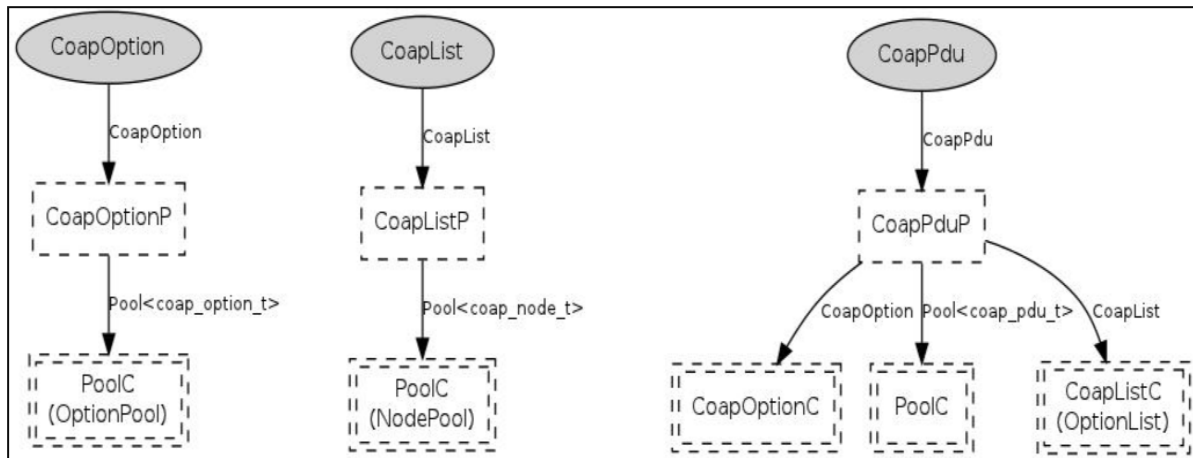 CoapOption
CoapList
CoapPdu
CoapOption
CoapList
CoapPdu
CoapOptionP
CoapListP
CoapPduP
Pool<coap_option_t>
Pool<coap_node_t>
CoapOption
Pool<coap_pdu_t>
CoapList
PoolC
(OptionPool)
PoolC
(NodePool)
CoapOptionC
PoolC
CoapListC
(OptionList)